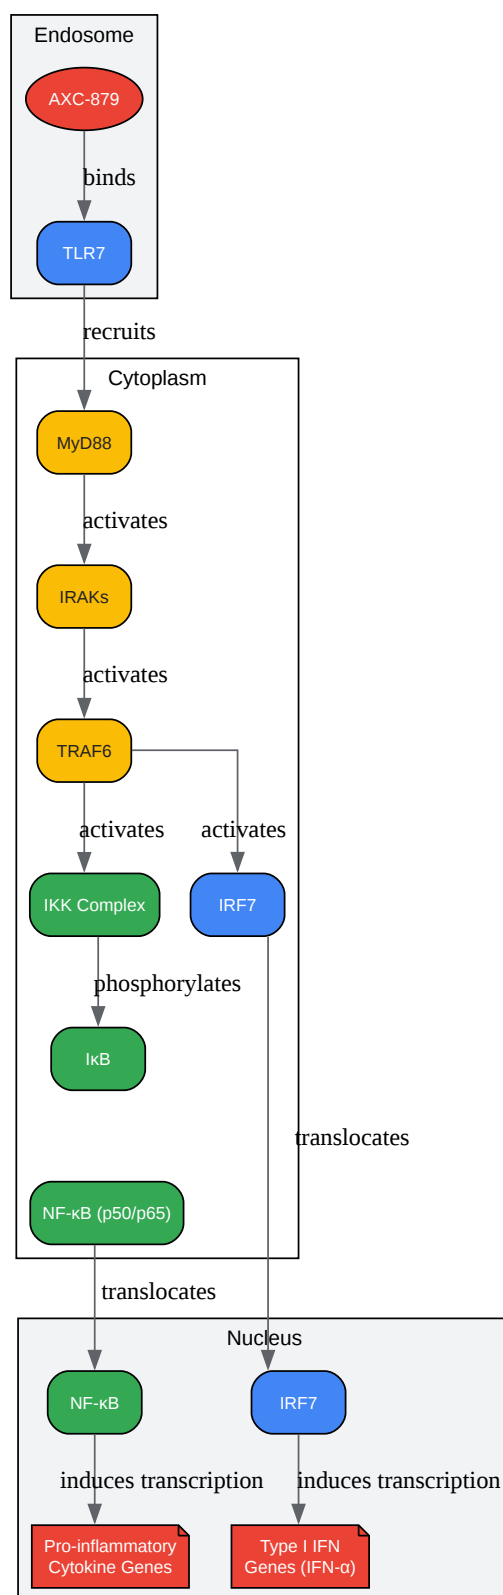 Endosome
AXC-879
binds
TLR7
recruits
Cytoplasm
MyD88
activates
IRAKs
activates
TRAF6
activates
activates
IKK Complex
IRF7
phosphorylates
IκB
translocates
NF-κB (p50/p65)
translocates
Nucleus
NF-κB
IRF7
induces transcription
induces transcription
Pro-inflammatory
Cytokine Genes
Type I IFN
Genes (IFN-α)